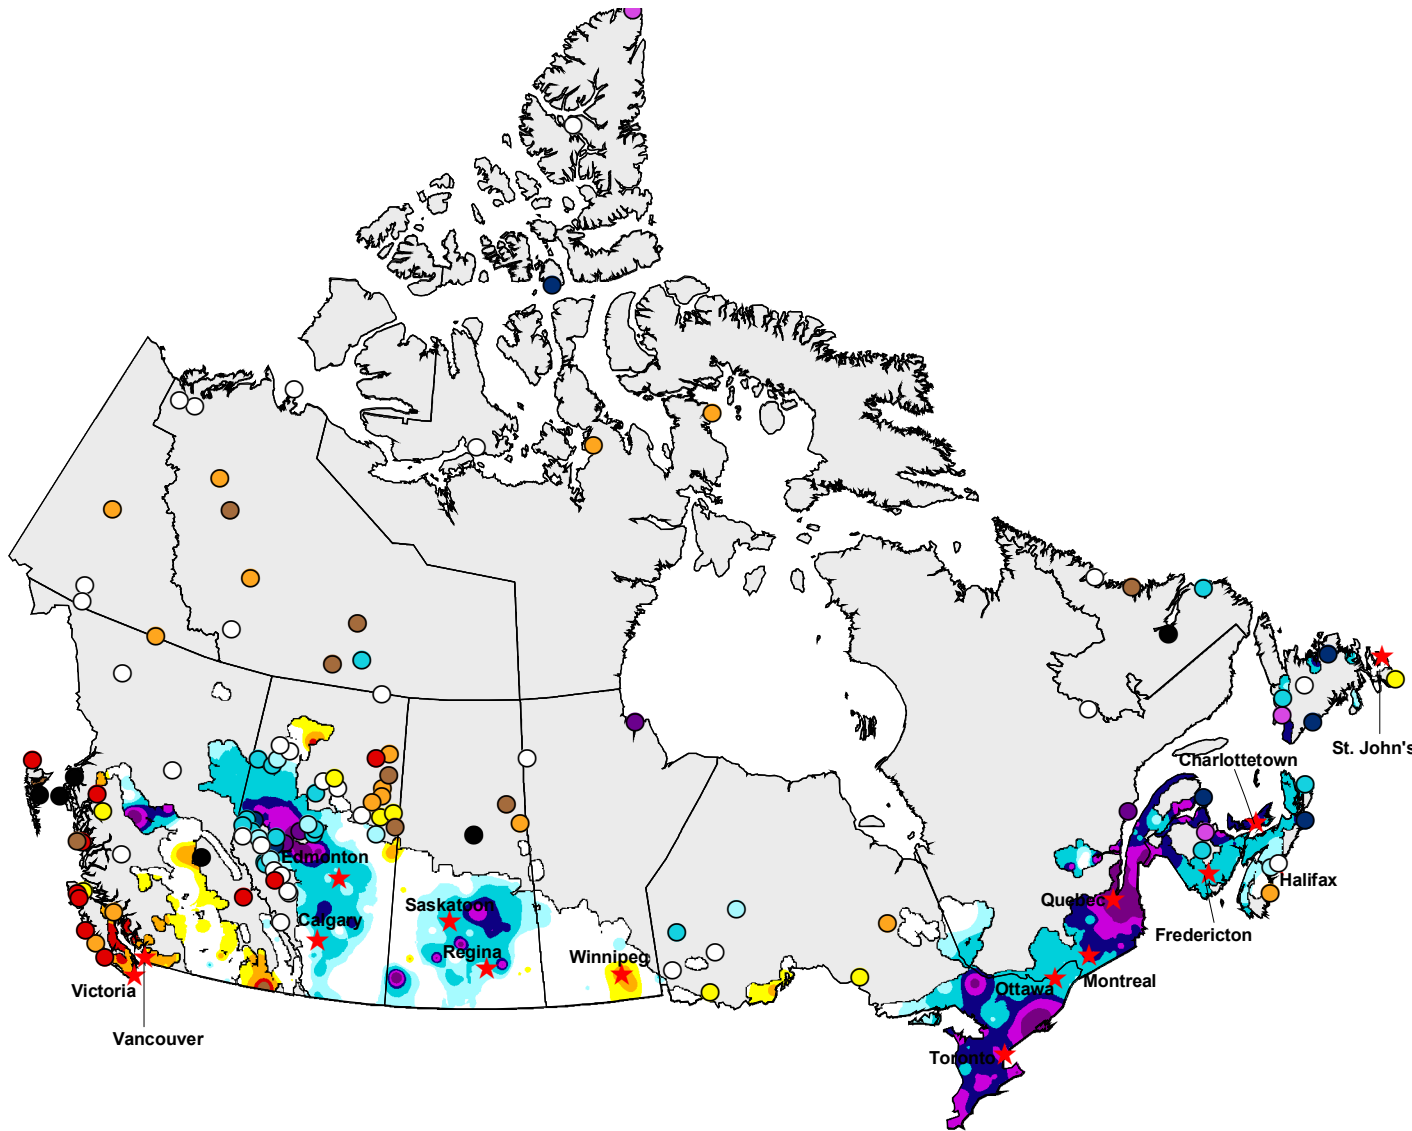 St. John's
Charlottetown
Edmonton
Halifax
Quebec
Saskatoon
Calgary
Fredericton
Regina
Winnipeg
Montreal
Ottawa
Victoria
Vancouver
Toronto